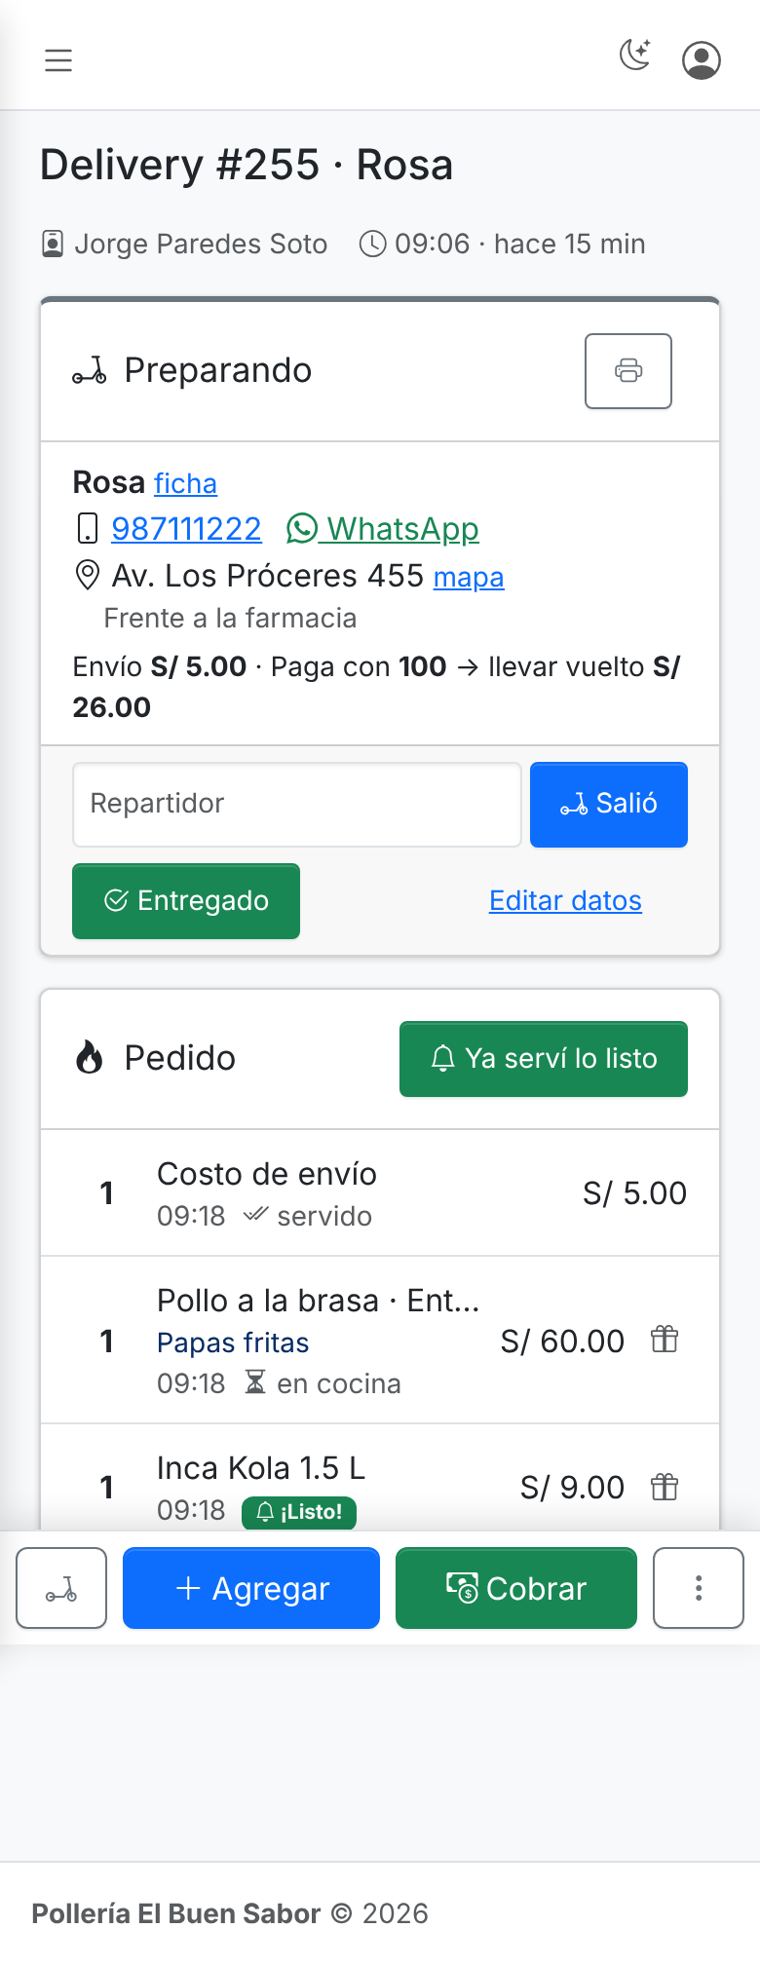 Delivery #255 · Rosa
Jorge Paredes Soto 09:06 · hace 15 min
Preparando
Rosa ficha
987111222 WhatsApp
Av. Los Próceres 455 mapa
Frente a la farmacia
Envío S/ 5.00 · Paga con 100 → llevar vuelto S/
26.00
Repartidor Salió
Entregado Editar datos
Pedido Ya serví lo listo
1 Costo de envío S/ 5.00
09:18 servido
1 Pollo a la brasa · Ent... S/ 60.00
Papas fritas
09:18 en cocina
1 Inca Kola 1.5 L S/ 9.00
09:18 ¡Listo!
Agregar Cobrar
Pollería El Buen Sabor © 2026